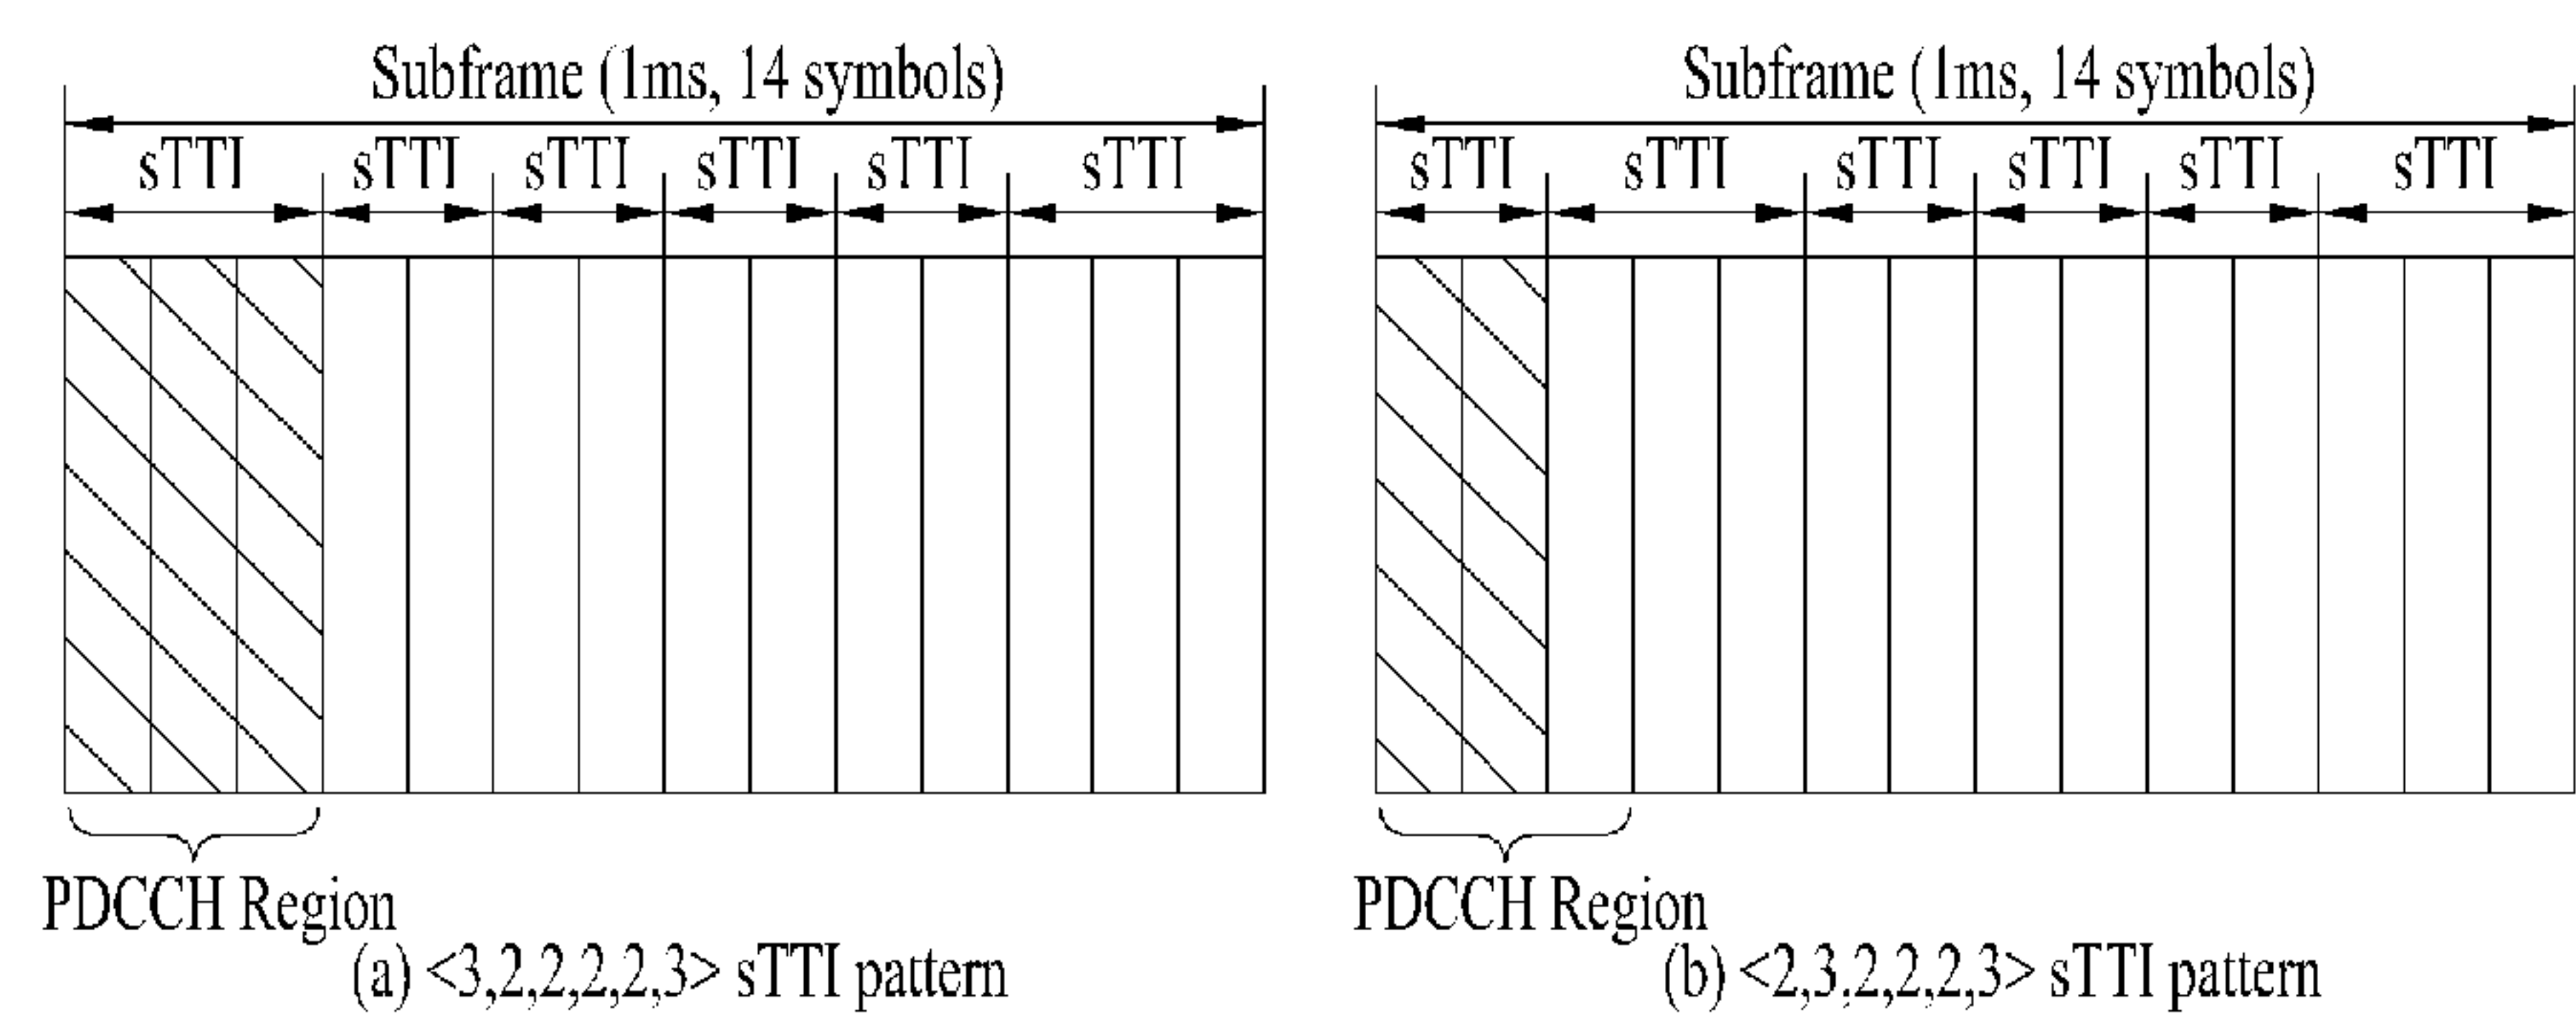 Subframe (1ms, 14 symbols)
sTTI sTTI sTTI sTTI sTTI sTTI
PDCCH Region
(a) <3,2,2,2,2,3> sTTI pattern
Subframe (1ms, 14 symbols)
sTTI sTTI sTTI sTTI sTTI sTTI
PDCCH Region
(b) <2,3,2,2,2,3> sTTI pattern